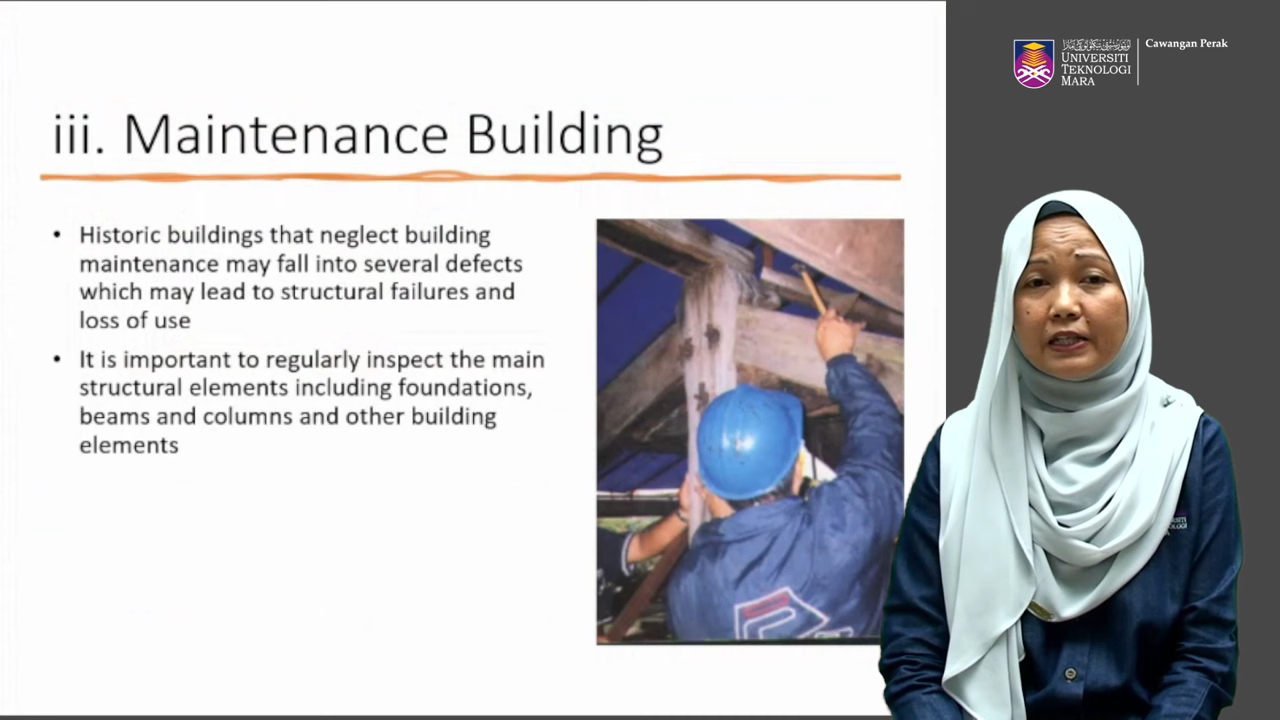 iii. Maintenance Building
• Historic buildings that neglect building
maintenance may fall into several defects
which may lead to structural failures and
loss of use
• It is important to regularly inspect the main
structural elements including foundations,
beams and columns and other building
elements
UNIVERSITI
TEKNOLOGI
MARA
Cawangan Perak